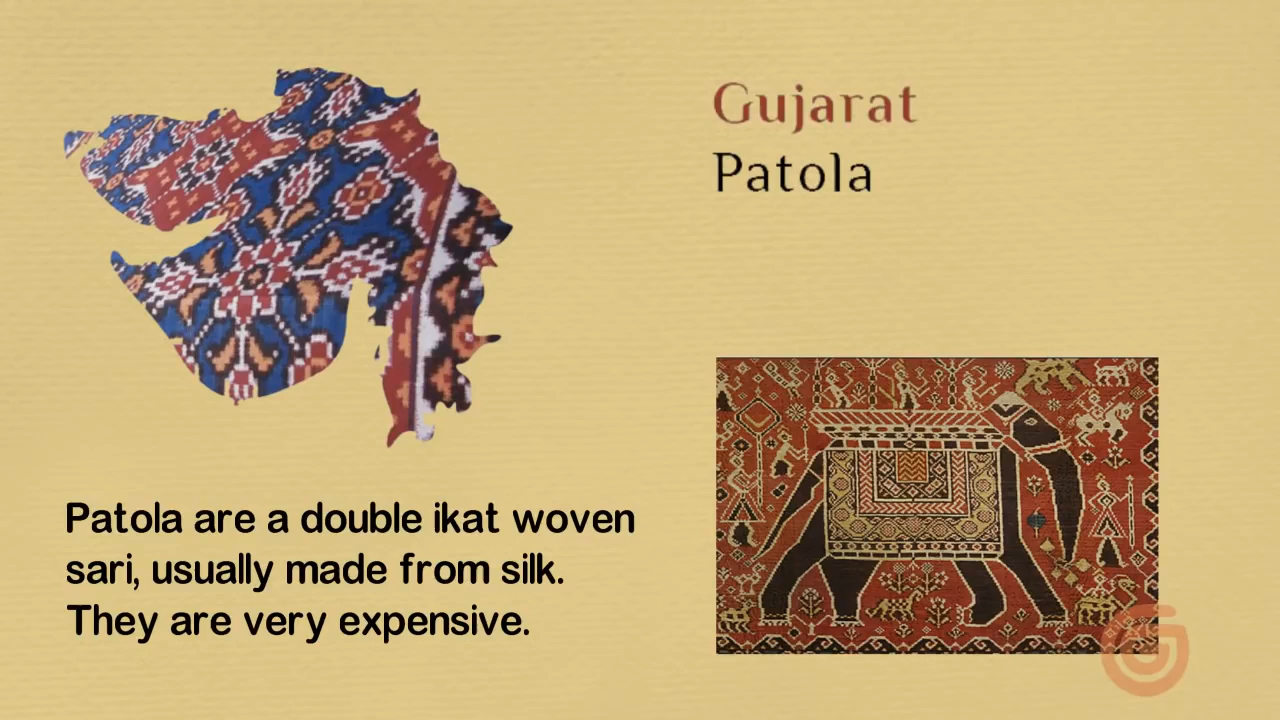 Gujarat
Patola
Patola are a double ikat woven
sari, usually made from silk.
They are very expensive.